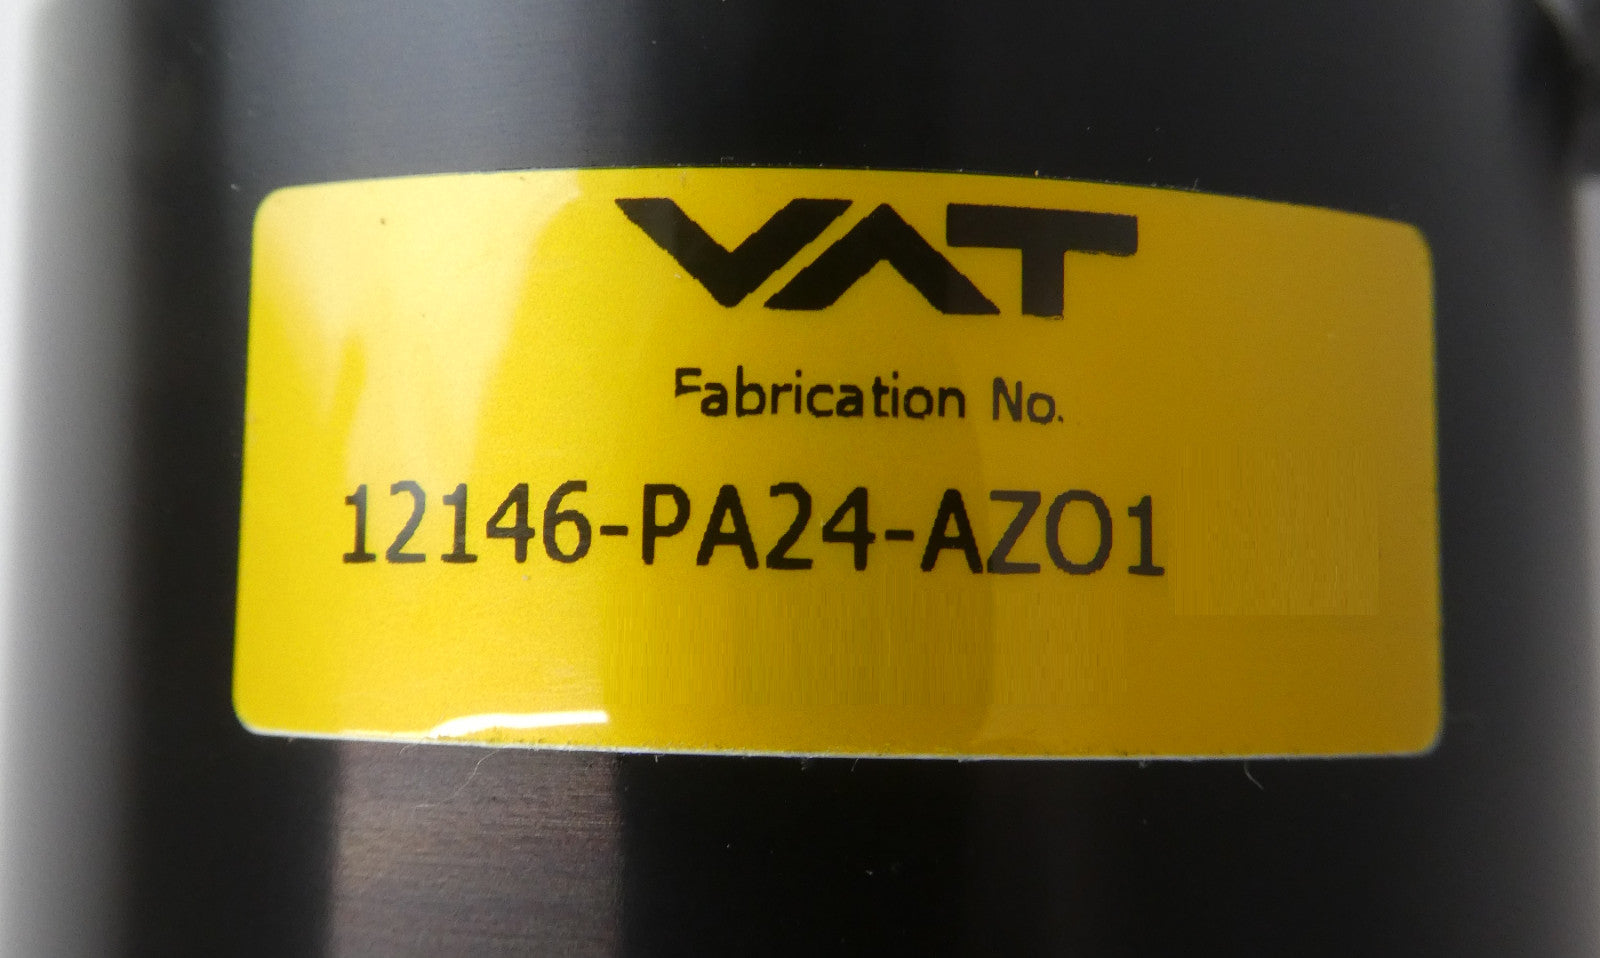 VAT
Fabrication No.
12146-PA24-AZO1